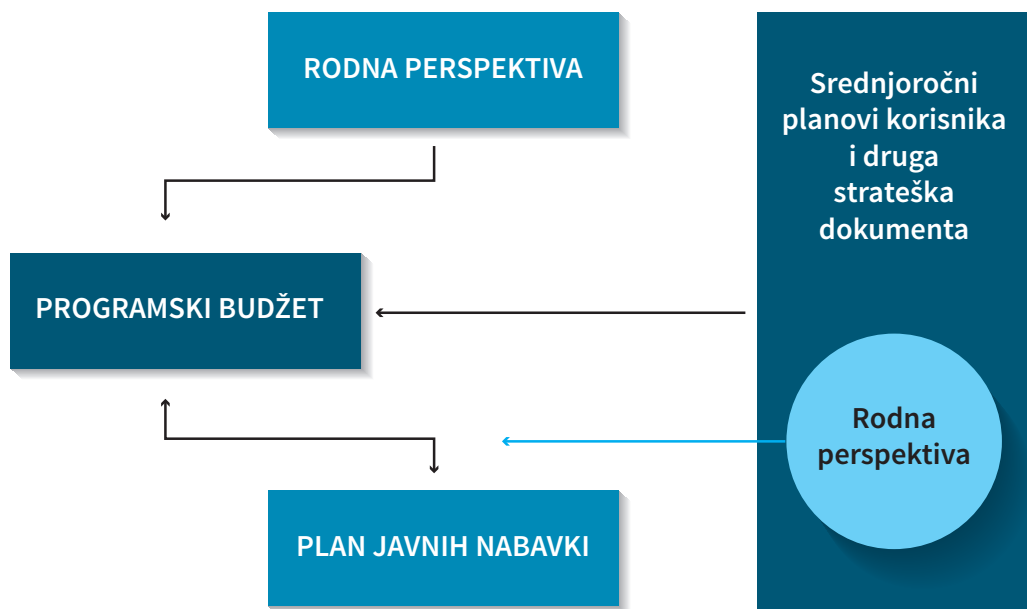 RODNA PERSPEKTIVA
Srednjoročni
planovi korisnika
i druga
strateška
dokumenta
PROGRAMSKI BUDŽET
Rodna
perspektiva
PLAN JAVNIH NABAVKI